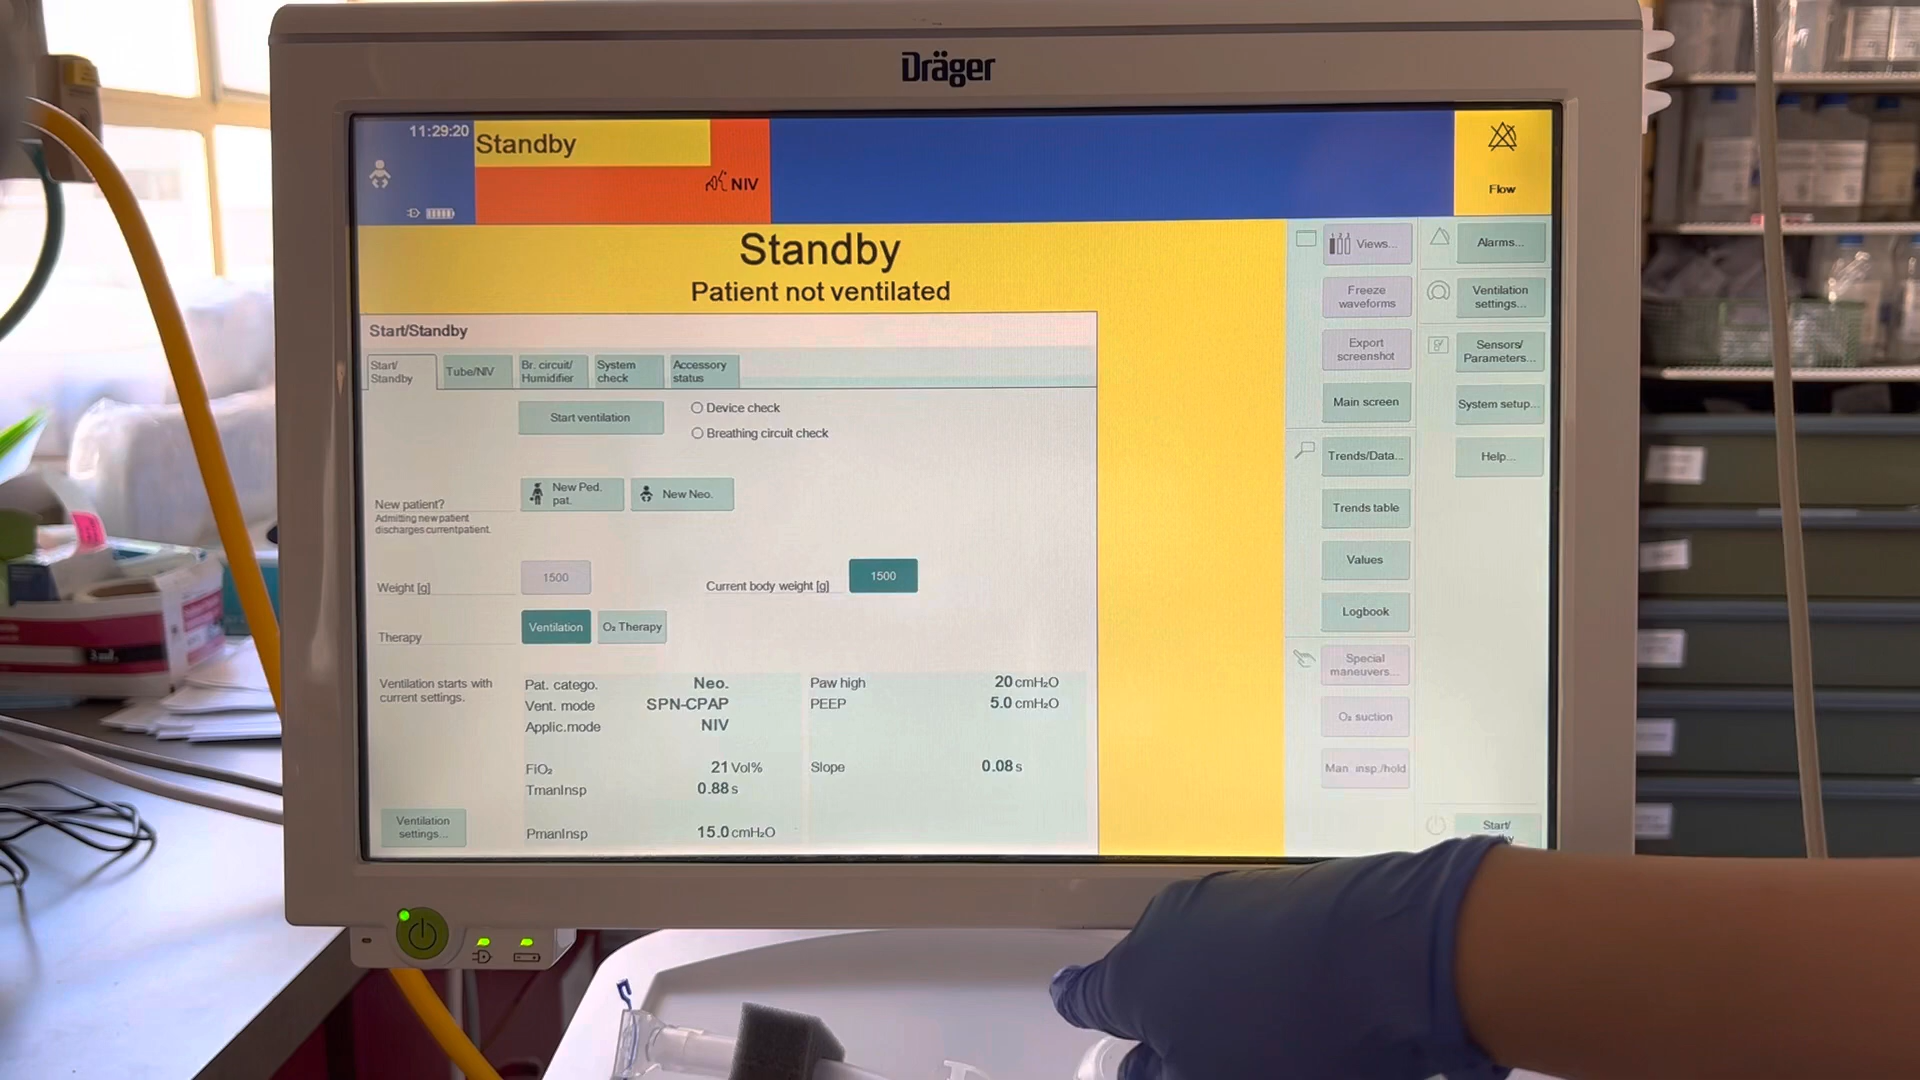 Dräger
11:29:20
Standby
NIV
Flow
Standby
Patient not ventilated
Start/Standby
Start/
Standby
Tube/NIV
Br. circuit/
Humidifier
System
check
Accessory
status
Start ventilation
Device check
Breathing circuit check
New patient?
Admitting new patient
discharges current patient.
New Ped.
pat.
New Neo.
Weight [g]
1500
Current body weight [g]
1500
Therapy
Ventilation
O₂ Therapy
Ventilation starts with
current settings.
Pat. catego. Neo.
Vent. mode SPN-CPAP
Applic.mode NIV
FiO₂ 21 Vol%
TmanInsp 0.88 s
PmanInsp 15.0 cmH₂O
Paw high 20 cmH₂O
PEEP 5.0 cmH₂O
Slope 0.08 s
Ventilation
settings...
Views...
Freeze
waveforms
Export
screenshot
Main screen
Trends/Data...
Trends table
Values
Logbook
Special
maneuvers...
O₂ suction
Man. insp./hold
Alarms...
Ventilation
settings...
Sensors/
Parameters...
System setup...
Help...
Start/